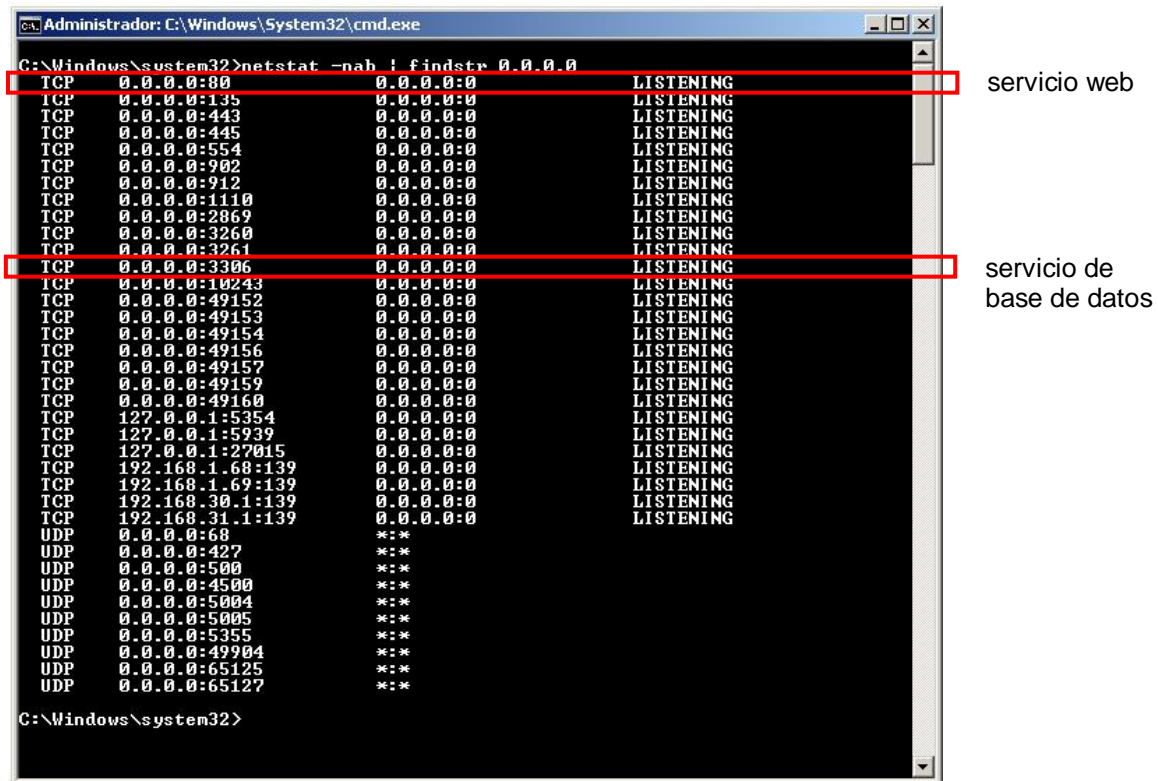 Administrador: C:\Windows\System32\cmd.exe
C:\Windows\system32>netstat -nab ¦ findstr 0.0.0.0
TCP 0.0.0.0:80 0.0.0.0:0 LISTENING
servicio web
TCP 0.0.0.0:135 0.0.0.0:0 LISTENING
TCP 0.0.0.0:443 0.0.0.0:0 LISTENING
TCP 0.0.0.0:445 0.0.0.0:0 LISTENING
TCP 0.0.0.0:554 0.0.0.0:0 LISTENING
TCP 0.0.0.0:902 0.0.0.0:0 LISTENING
TCP 0.0.0.0:912 0.0.0.0:0 LISTENING
TCP 0.0.0.0:1110 0.0.0.0:0 LISTENING
TCP 0.0.0.0:2869 0.0.0.0:0 LISTENING
TCP 0.0.0.0:3260 0.0.0.0:0 LISTENING
TCP 0.0.0.0:3261 0.0.0.0:0 LISTENING
TCP 0.0.0.0:3306 0.0.0.0:0 LISTENING
servicio de
base de datos
TCP 0.0.0.0:10243 0.0.0.0:0 LISTENING
TCP 0.0.0.0:49152 0.0.0.0:0 LISTENING
TCP 0.0.0.0:49153 0.0.0.0:0 LISTENING
TCP 0.0.0.0:49154 0.0.0.0:0 LISTENING
TCP 0.0.0.0:49156 0.0.0.0:0 LISTENING
TCP 0.0.0.0:49157 0.0.0.0:0 LISTENING
TCP 0.0.0.0:49159 0.0.0.0:0 LISTENING
TCP 0.0.0.0:49160 0.0.0.0:0 LISTENING
TCP 127.0.0.1:5354 0.0.0.0:0 LISTENING
TCP 127.0.0.1:5939 0.0.0.0:0 LISTENING
TCP 127.0.0.1:27015 0.0.0.0:0 LISTENING
TCP 192.168.1.68:139 0.0.0.0:0 LISTENING
TCP 192.168.1.69:139 0.0.0.0:0 LISTENING
TCP 192.168.30.1:139 0.0.0.0:0 LISTENING
TCP 192.168.31.1:139 0.0.0.0:0 LISTENING
UDP 0.0.0.0:68 *:*
UDP 0.0.0.0:427 *:*
UDP 0.0.0.0:500 *:*
UDP 0.0.0.0:4500 *:*
UDP 0.0.0.0:5004 *:*
UDP 0.0.0.0:5005 *:*
UDP 0.0.0.0:5355 *:*
UDP 0.0.0.0:49904 *:*
UDP 0.0.0.0:65125 *:*
UDP 0.0.0.0:65127 *:*
C:\Windows\system32>